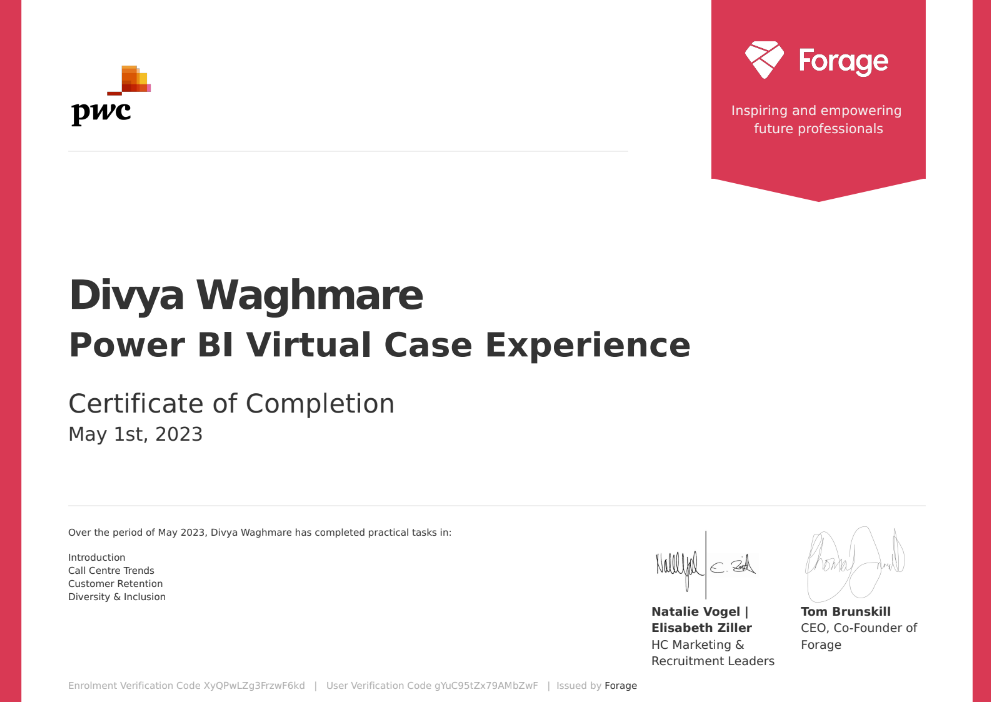 pwc
Forage
Inspiring and empowering
future professionals
Divya Waghmare
Power BI Virtual Case Experience
Certificate of Completion
May 1st, 2023
Over the period of May 2023, Divya Waghmare has completed practical tasks in:
Introduction
Call Centre Trends
Customer Retention
Diversity & Inclusion
Natalie Vogel |
Elisabeth Ziller
HC Marketing &
Recruitment Leaders
Tom Brunskill
CEO, Co-Founder of
Forage
Enrolment Verification Code XyQPwLZg3FrzwF6kd | User Verification Code gYuC95tZx79AMbZwF | Issued by Forage